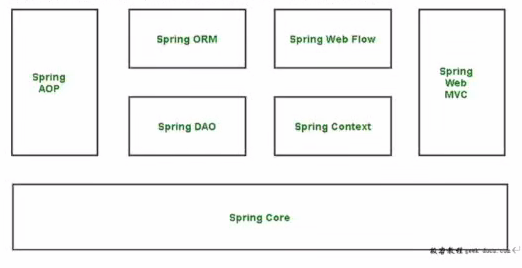 Spring
AOP
Spring ORM
Spring Web Flow
Spring
Web
MVC
Spring DAO
Spring Context
Spring Core
极客教程 geek-docs.com